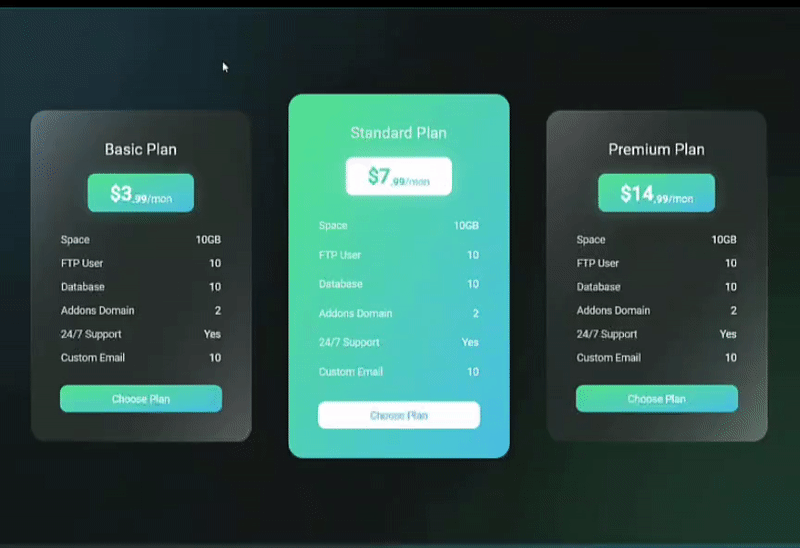 Basic Plan
$3.99/mon
Space 10GB
FTP User 10
Database 10
Addons Domain 2
24/7 Support Yes
Custom Email 10
Choose Plan
Standard Plan
$7.99/mon
Space 10GB
FTP User 10
Database 10
Addons Domain 2
24/7 Support Yes
Custom Email 10
Choose Plan
Premium Plan
$14.99/mon
Space 10GB
FTP User 10
Database 10
Addons Domain 2
24/7 Support Yes
Custom Email 10
Choose Plan